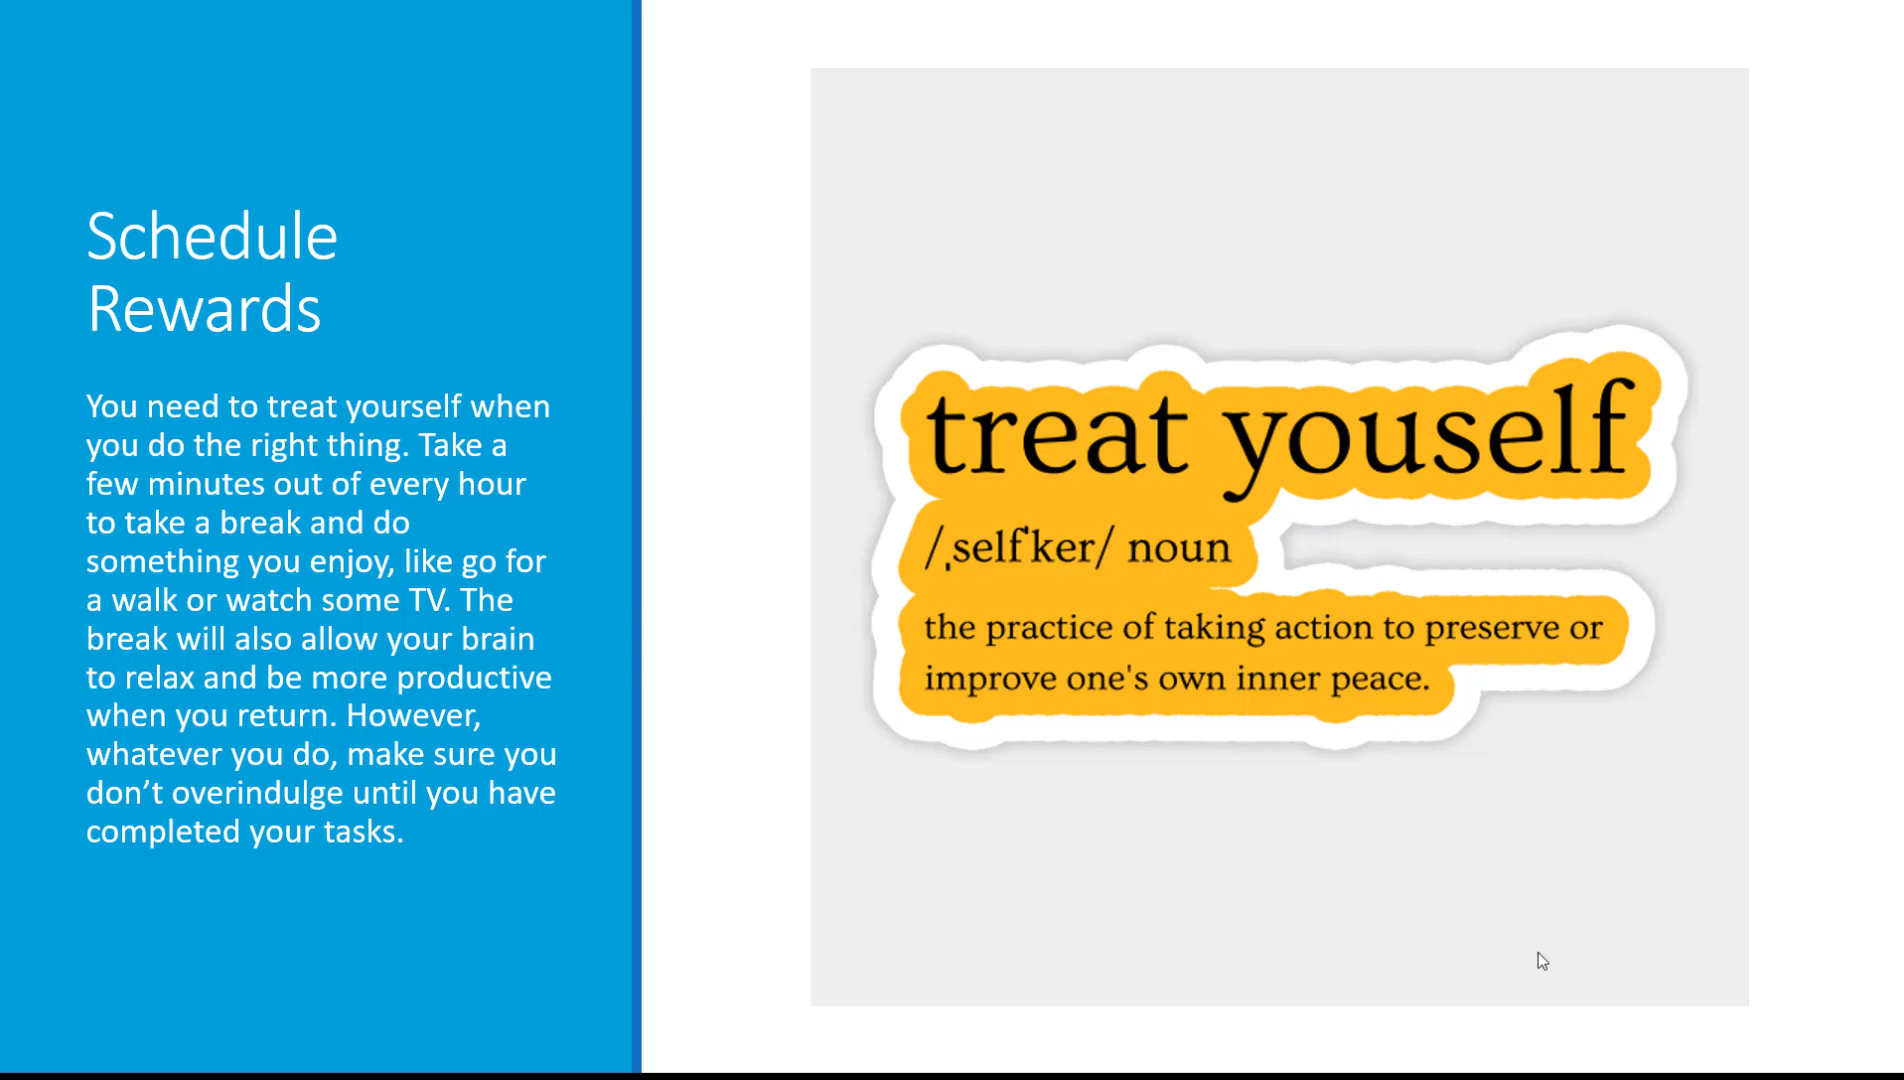 Schedule
Rewards
You need to treat yourself when
you do the right thing. Take a
few minutes out of every hour
to take a break and do
something you enjoy, like go for
a walk or watch some TV. The
break will also allow your brain
to relax and be more productive
when you return. However,
whatever you do, make sure you
don’t overindulge until you have
completed your tasks.
treat youself
/ˌself'ker/ noun
the practice of taking action to preserve or
improve one's own inner peace.